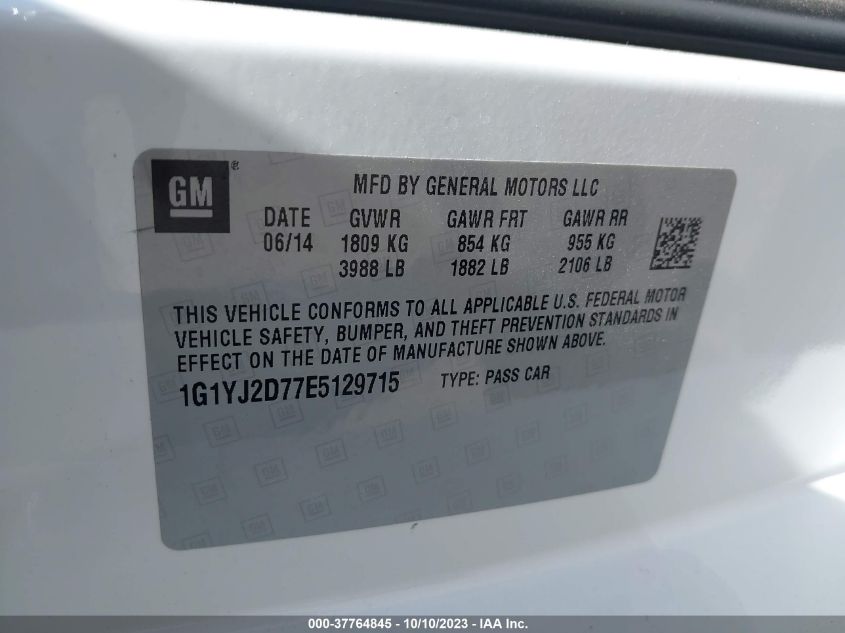 GM®
MFD BY GENERAL MOTORS LLC
DATE GVWR GAWR FRT GAWR RR
06/14 1809 KG 854 KG 955 KG
3988 LB 1882 LB 2106 LB
THIS VEHICLE CONFORMS TO ALL APPLICABLE U.S. FEDERAL MOTOR
VEHICLE SAFETY, BUMPER, AND THEFT PREVENTION STANDARDS IN
EFFECT ON THE DATE OF MANUFACTURE SHOWN ABOVE.
1G1YJ2D77E5129715 TYPE: PASS CAR
000-37764845 - 10/10/2023 - IAA Inc.